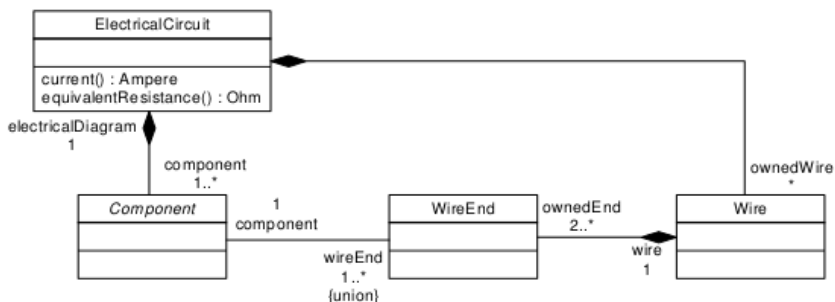 ElectricalCircuit
current() : Ampere
equivalentResistance() : Ohm
electricalDiagram
1
component
1..*
ownedWire
*
Component
1
component
wireEnd
1..*
{union}
WireEnd
ownedEnd
2..*
wire
1
Wire